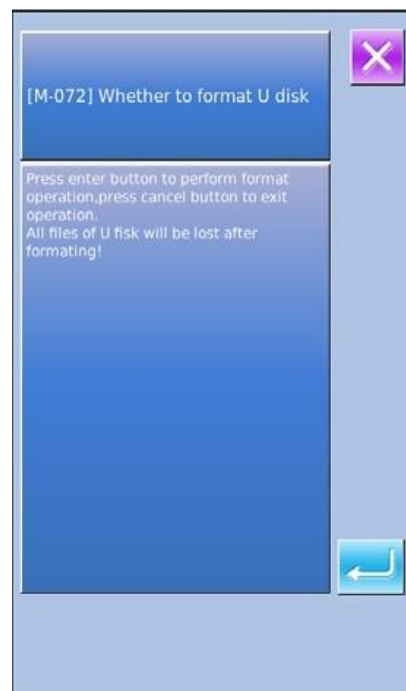 [M-072] Whether to format U disk
Press enter button to perform format
operation,press cancel button to exit
operation.
All files of U fisk will be lost after
formating!